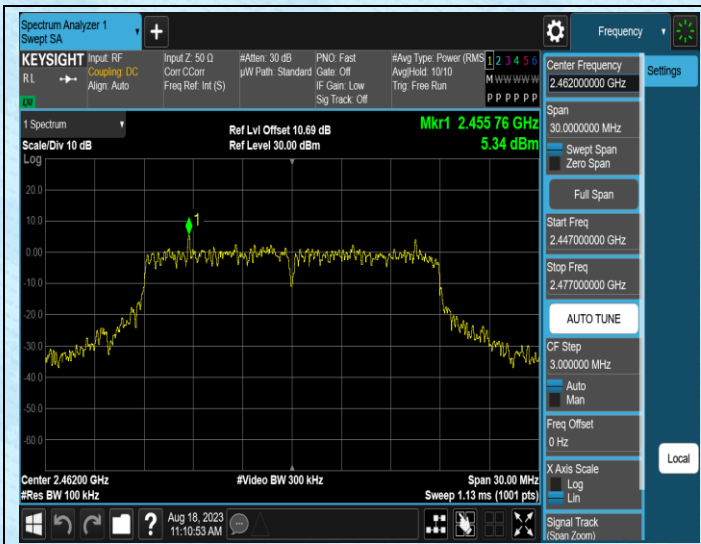 Spectrum Analyzer 1
Swept SA
Frequency
KEYSIGHT
RL
LXI
Input: RF
Coupling: DC
Align: Auto
Input Z: 50 Ω
Corr CCorr
Freq Ref: Int (S)
#Atten: 30 dB
µW Path: Standard
PNO: Fast
Gate: Off
IF Gain: Low
Sig Track: Off
#Avg Type: Power (RMS
Avg|Hold: 10/10
Trig: Free Run
1 2 3 4 5 6
M W W W W W
P P P P P P
1 Spectrum
Scale/Div 10 dB
Log
Ref Lvl Offset 10.69 dB
Ref Level 30.00 dBm
Mkr1 2.455 76 GHz
5.34 dBm
1
20.0
10.0
0.00
-10.0
-20.0
-30.0
-40.0
-50.0
-60.0
Center 2.46200 GHz
#Res BW 100 kHz
#Video BW 300 kHz
Span 30.00 MHz
Sweep 1.13 ms (1001 pts)
Aug 18, 2023
11:10:53 AM
Center Frequency
2.462000000 GHz
Span
30.0000000 MHz
Swept Span
Zero Span
Full Span
Start Freq
2.447000000 GHz
Stop Freq
2.477000000 GHz
AUTO TUNE
CF Step
3.000000 MHz
Auto
Man
Freq Offset
0 Hz
X Axis Scale
Log
Lin
Signal Track
(Span Zoom)
Settings
Local